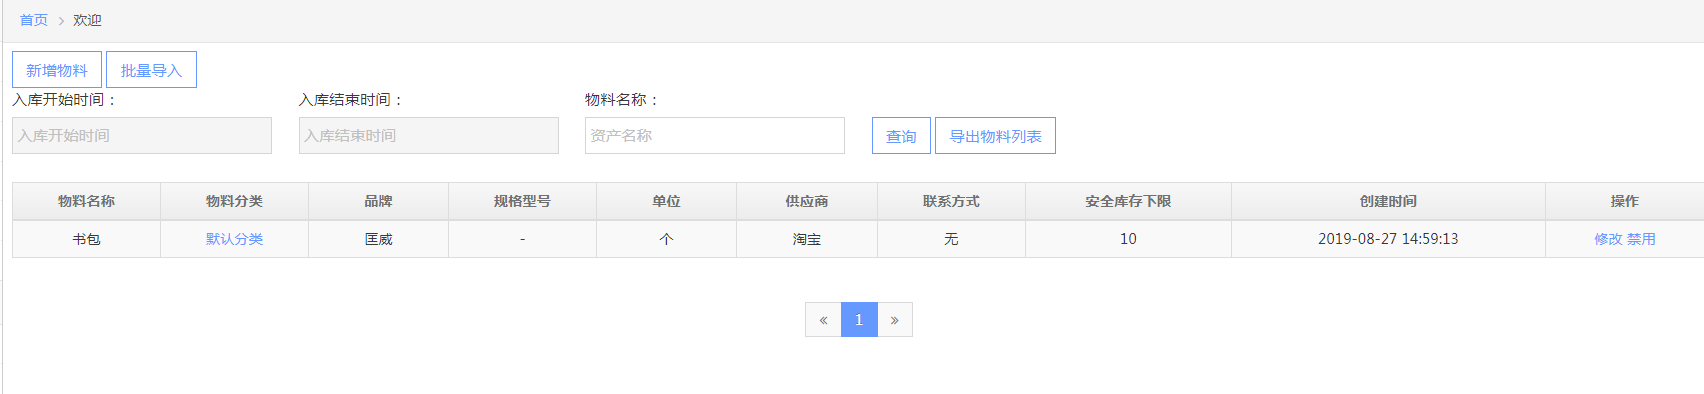 首页 > 欢迎
新增物料 批量导入
入库开始时间： 入库结束时间： 物料名称：
入库开始时间 入库结束时间 资产名称 查询 导出物料列表
物料名称 物料分类 品牌 规格型号 单位 供应商 联系方式 安全库存下限 创建时间 操作
书包 默认分类 匡威 - 个 淘宝 无 10 2019-08-27 14:59:13 修改 禁用
« 1 »